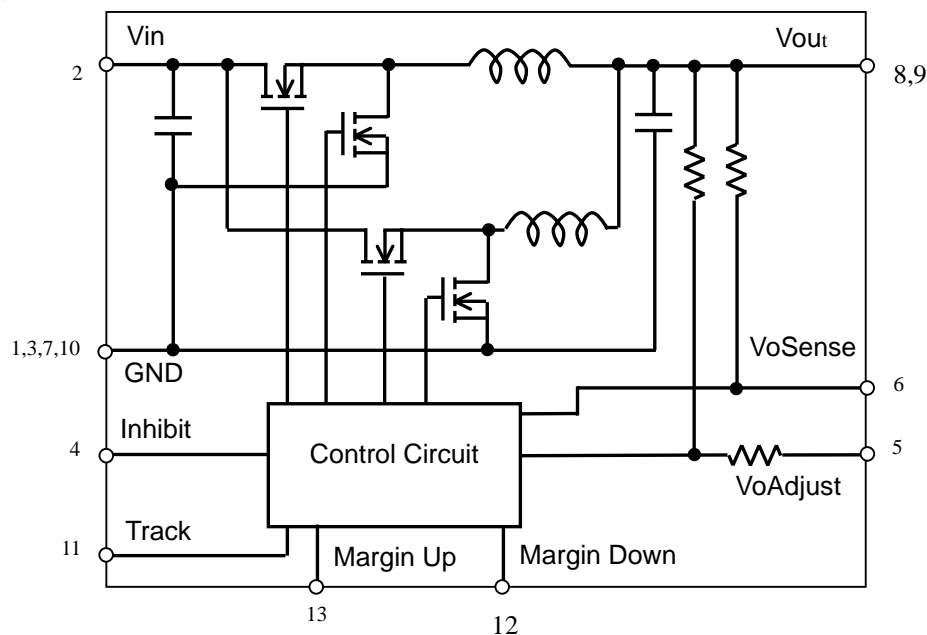 Vin
Vout
2
8,9
1,3,7,10
GND
VoSense
6
Inhibit
4
Control Circuit
5
VoAdjust
Track
11
Margin Up
Margin Down
13
12